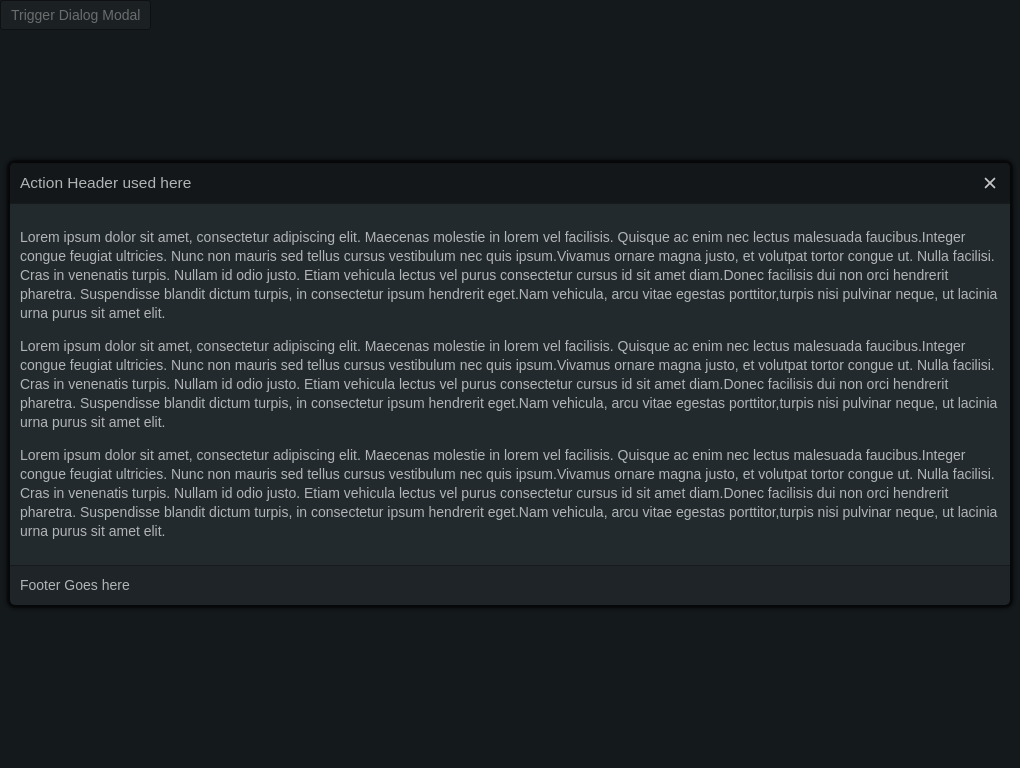 Trigger Dialog Modal
Action Header used here
Lorem ipsum dolor sit amet, consectetur adipiscing elit. Maecenas molestie in lorem vel facilisis. Quisque ac enim nec lectus malesuada faucibus.Integer
congue feugiat ultricies. Nunc non mauris sed tellus cursus vestibulum nec quis ipsum.Vivamus ornare magna justo, et volutpat tortor congue ut. Nulla facilisi.
Cras in venenatis turpis. Nullam id odio justo. Etiam vehicula lectus vel purus consectetur cursus id sit amet diam.Donec facilisis dui non orci hendrerit
pharetra. Suspendisse blandit dictum turpis, in consectetur ipsum hendrerit eget.Nam vehicula, arcu vitae egestas porttitor,turpis nisi pulvinar neque, ut lacinia
urna purus sit amet elit.
Lorem ipsum dolor sit amet, consectetur adipiscing elit. Maecenas molestie in lorem vel facilisis. Quisque ac enim nec lectus malesuada faucibus.Integer
congue feugiat ultricies. Nunc non mauris sed tellus cursus vestibulum nec quis ipsum.Vivamus ornare magna justo, et volutpat tortor congue ut. Nulla facilisi.
Cras in venenatis turpis. Nullam id odio justo. Etiam vehicula lectus vel purus consectetur cursus id sit amet diam.Donec facilisis dui non orci hendrerit
pharetra. Suspendisse blandit dictum turpis, in consectetur ipsum hendrerit eget.Nam vehicula, arcu vitae egestas porttitor,turpis nisi pulvinar neque, ut lacinia
urna purus sit amet elit.
Lorem ipsum dolor sit amet, consectetur adipiscing elit. Maecenas molestie in lorem vel facilisis. Quisque ac enim nec lectus malesuada faucibus.Integer
congue feugiat ultricies. Nunc non mauris sed tellus cursus vestibulum nec quis ipsum.Vivamus ornare magna justo, et volutpat tortor congue ut. Nulla facilisi.
Cras in venenatis turpis. Nullam id odio justo. Etiam vehicula lectus vel purus consectetur cursus id sit amet diam.Donec facilisis dui non orci hendrerit
pharetra. Suspendisse blandit dictum turpis, in consectetur ipsum hendrerit eget.Nam vehicula, arcu vitae egestas porttitor,turpis nisi pulvinar neque, ut lacinia
urna purus sit amet elit.
Footer Goes here